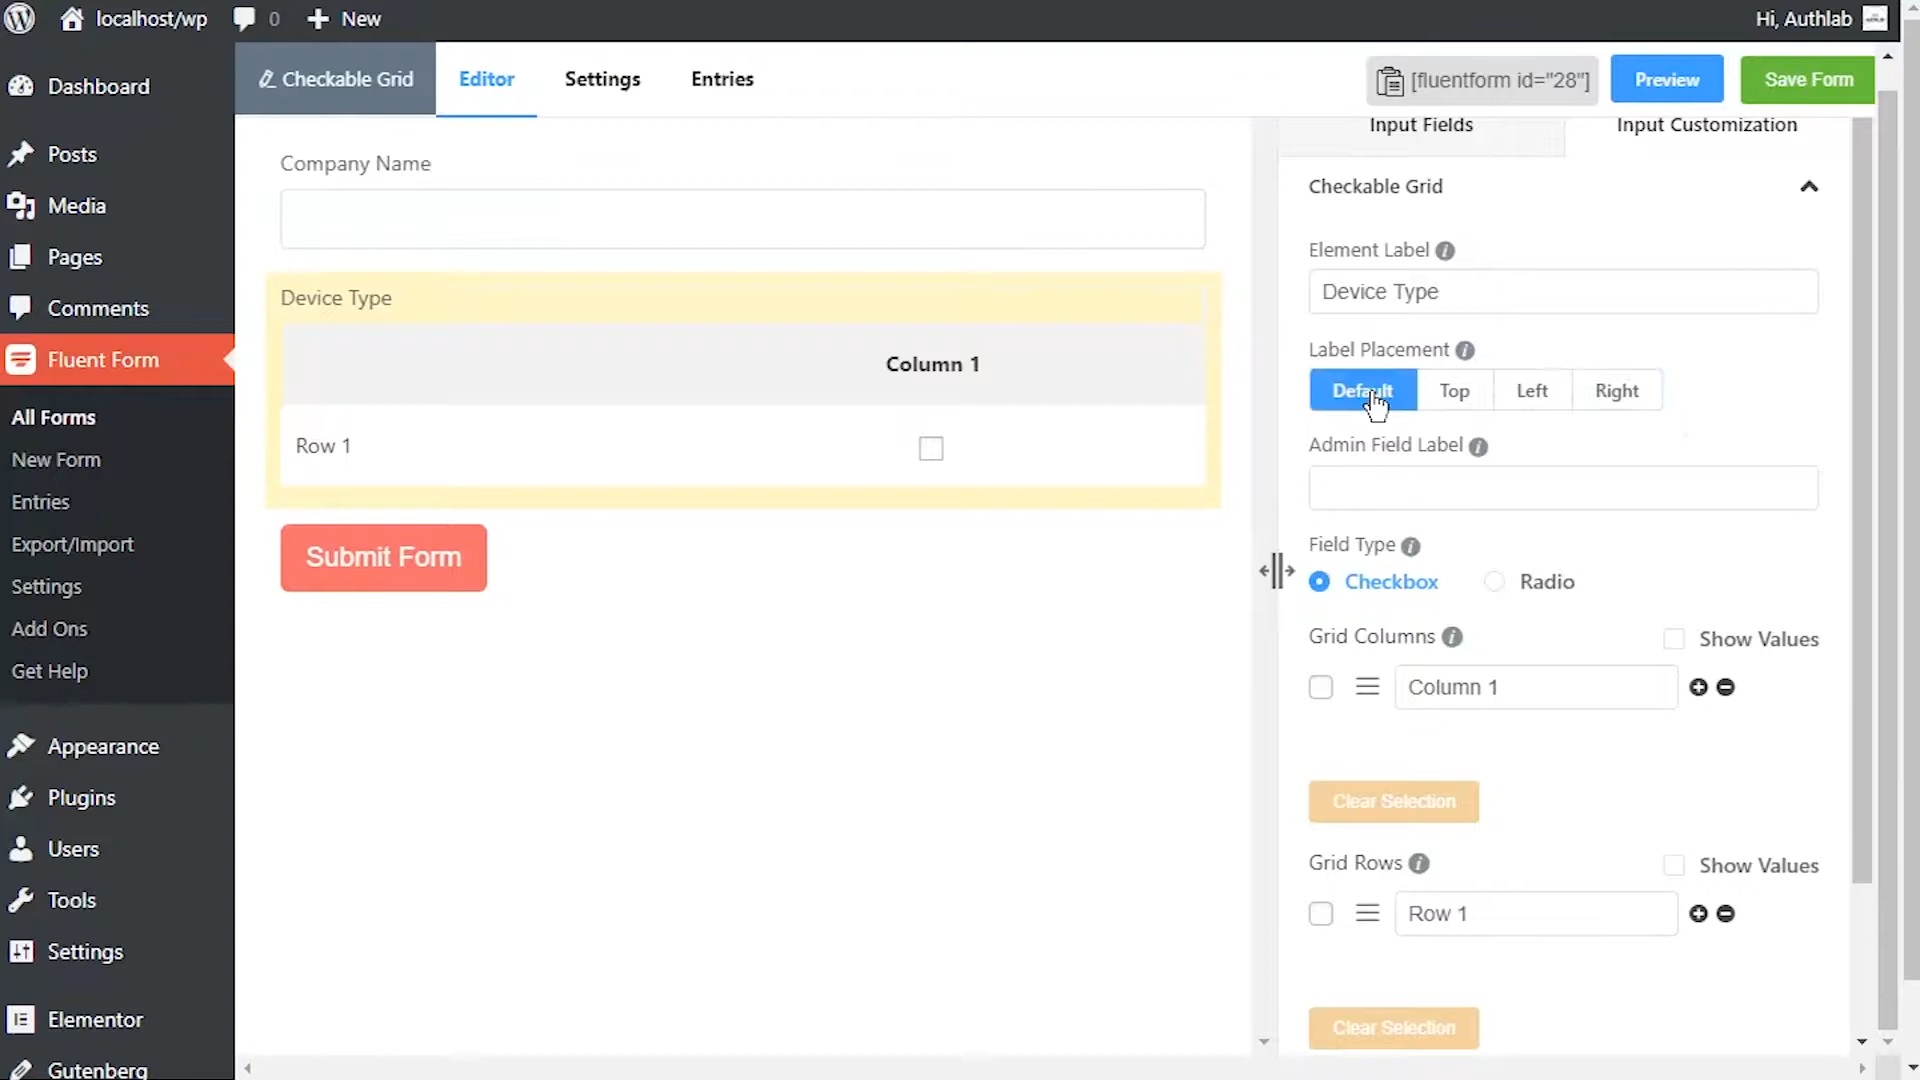 localhost/wp
0
New
Hi, Authlab
Dashboard
Posts
Media
Pages
Comments
Fluent Form
All Forms
New Form
Entries
Export/Import
Settings
Add Ons
Get Help
Appearance
Plugins
Users
Tools
Settings
Elementor
Gutenberg
Checkable Grid
Editor
Settings
Entries
[fluentform id="28"]
Preview
Save Form
Company Name
Device Type
Column 1
Row 1
Submit Form
Input Fields
Input Customization
Checkable Grid
Element Label
Device Type
Label Placement
Default
Top
Left
Right
Admin Field Label
Field Type
Checkbox
Radio
Grid Columns
Show Values
Column 1
Clear Selection
Grid Rows
Show Values
Row 1
Clear Selection